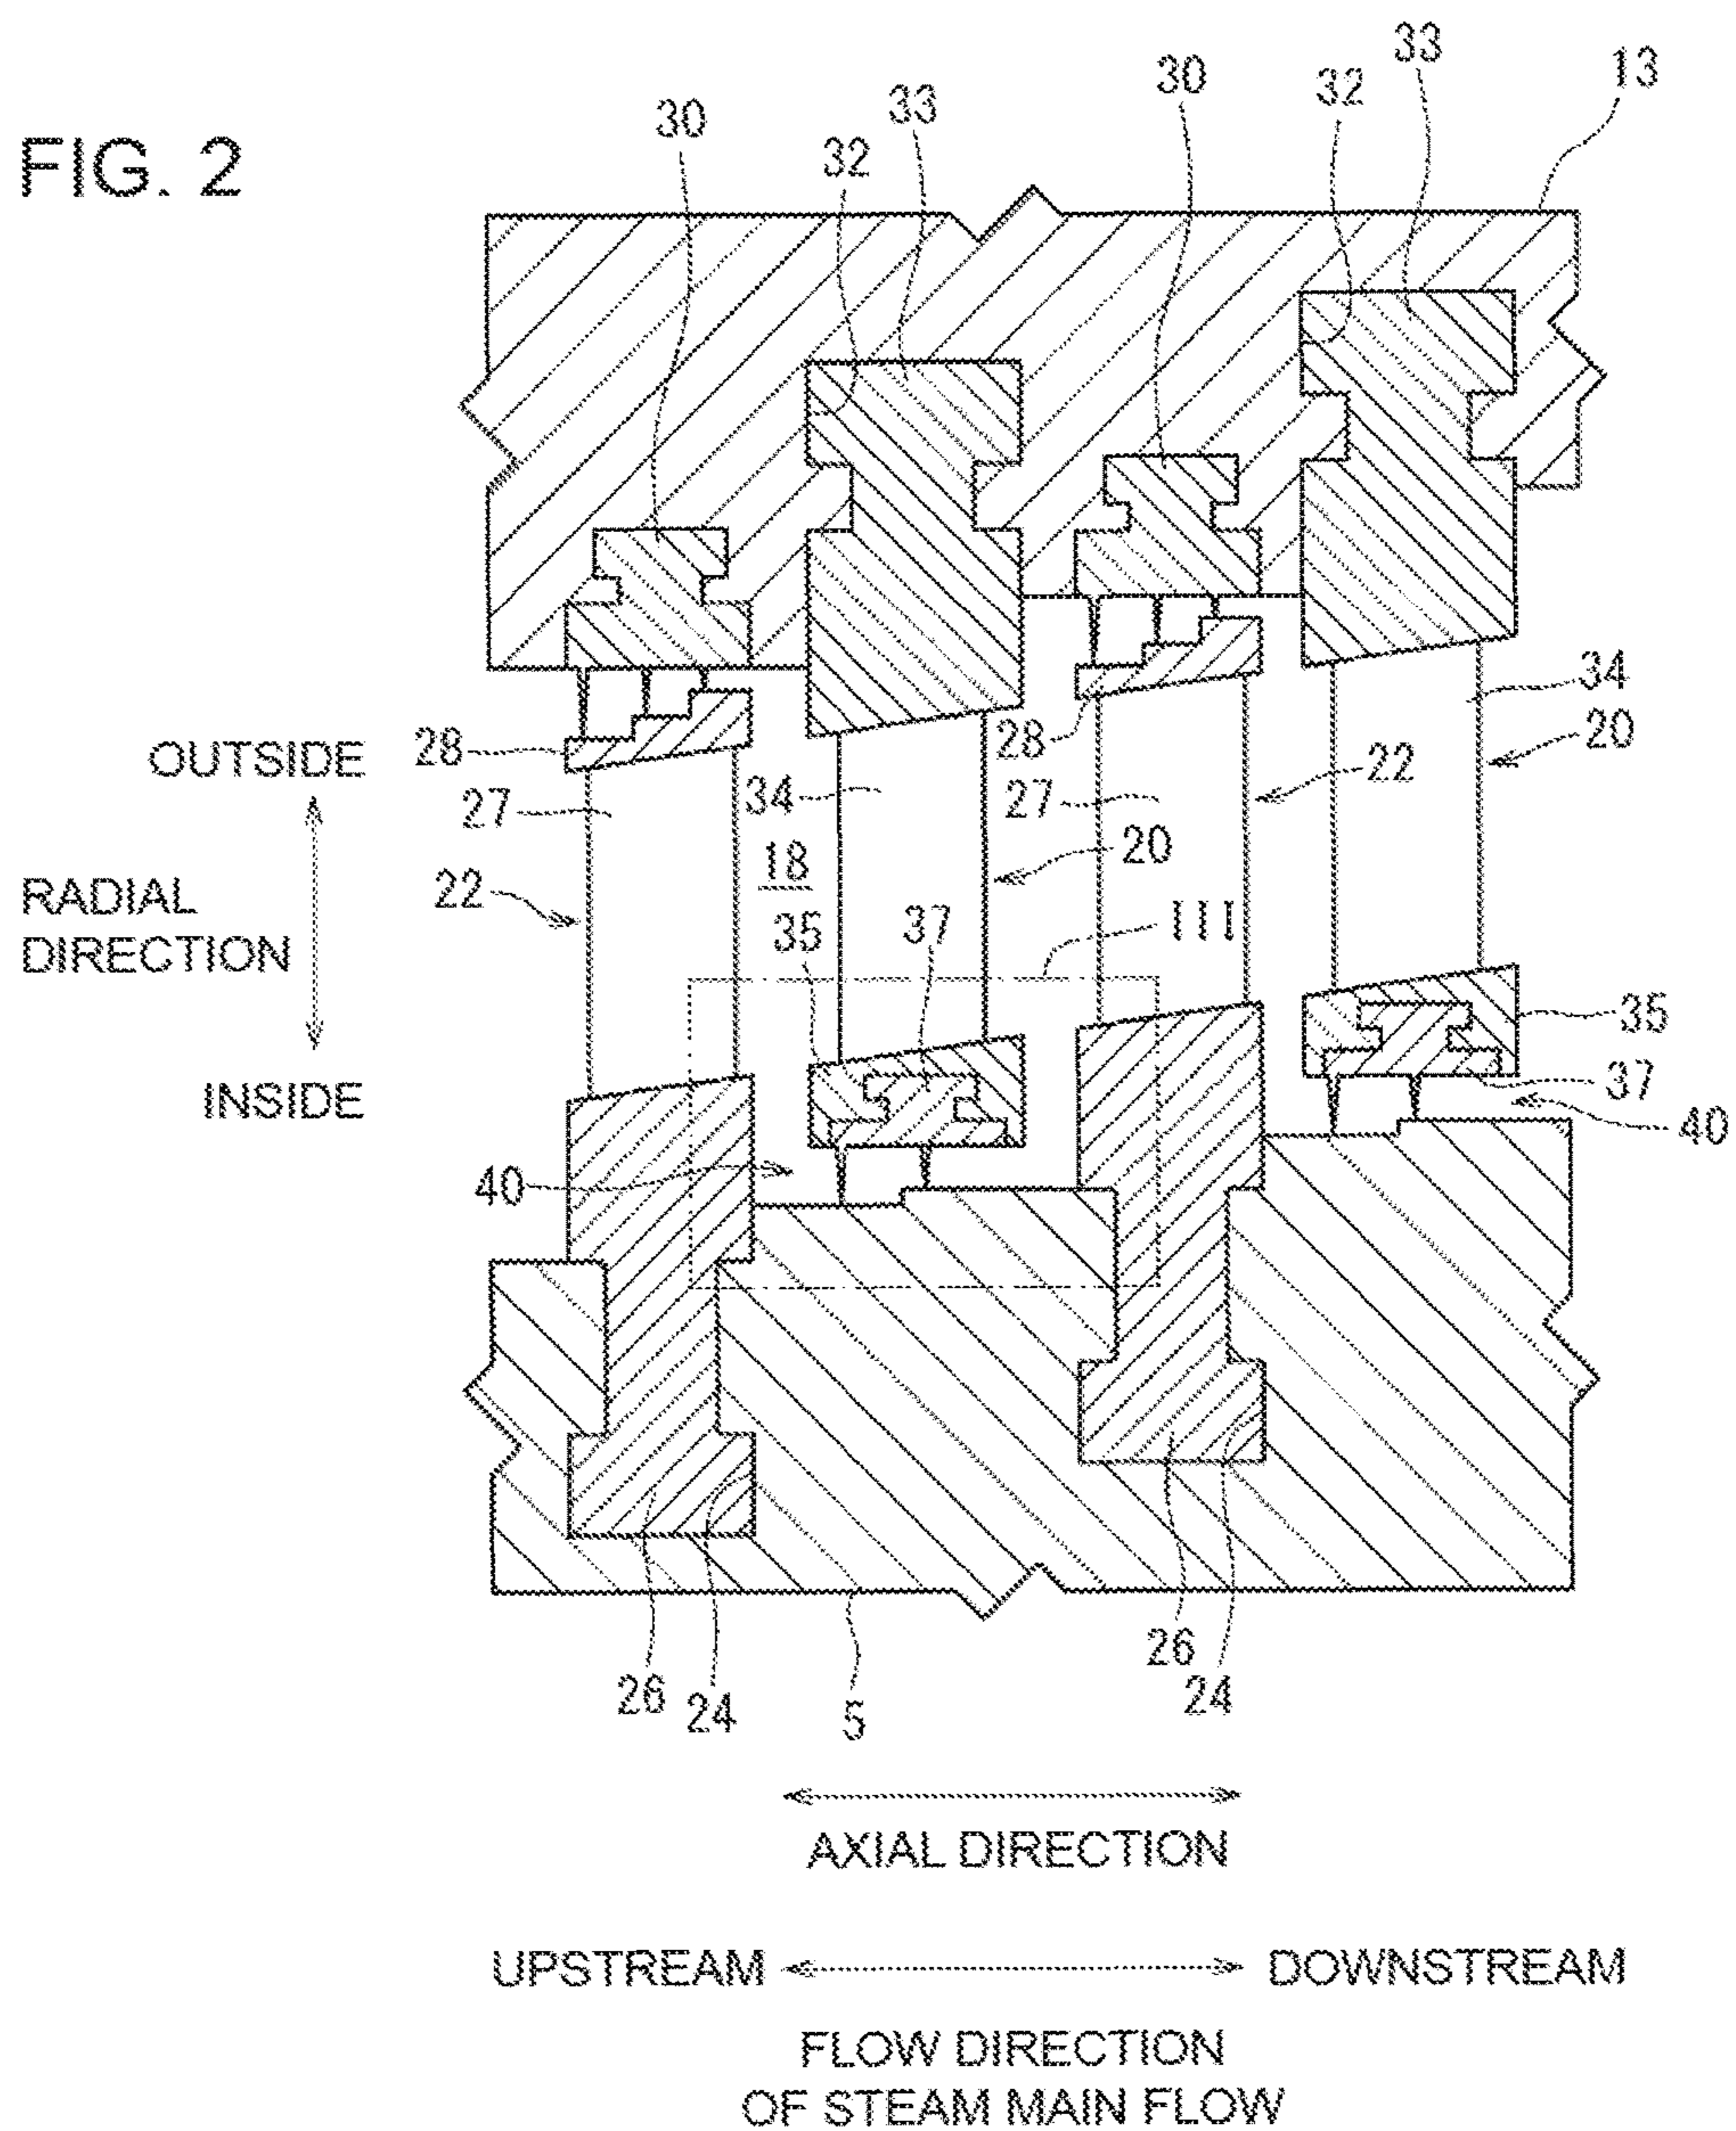 FIG. 2
30
32
33
30
32
33
13
OUTSIDE
28
27
22
34
18
35
37
20
28
27
22
III
34
20
RADIAL
DIRECTION
INSIDE
40
35
37
40
26
24
5
26
24
AXIAL DIRECTION
UPSTREAM
DOWNSTREAM
FLOW DIRECTION
OF STEAM MAIN FLOW